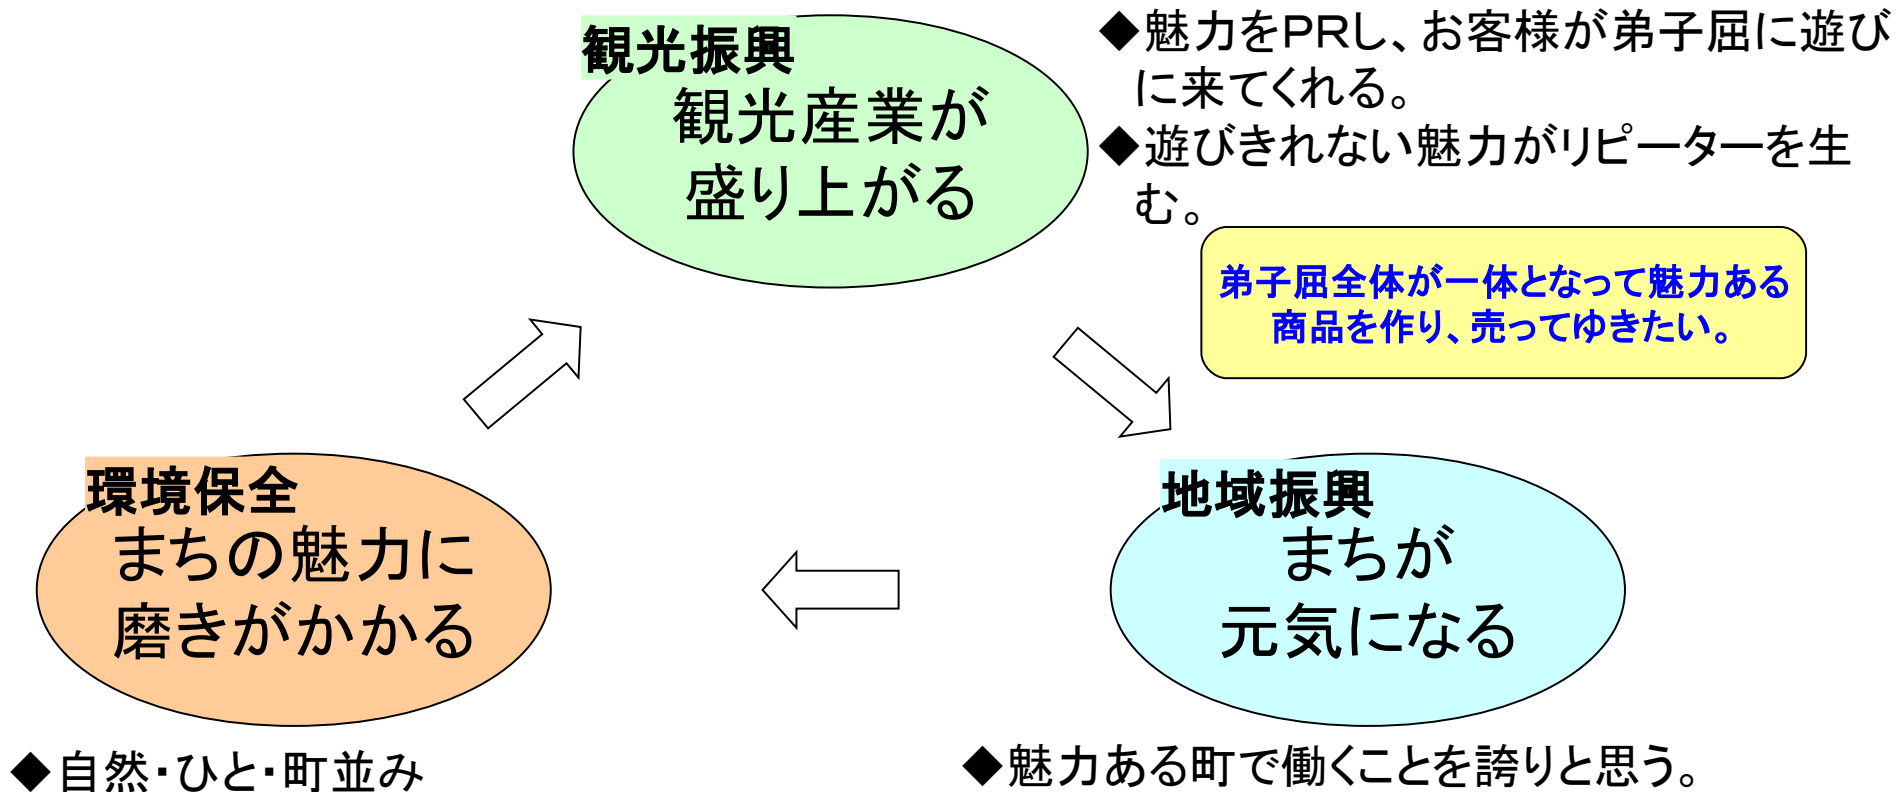 観光振興
観光産業が
盛り上がる
◆魅力をPRし、お客様が弟子屈に遊び
に来てくれる。
◆遊びきれない魅力がリピーターを生
む。
弟子屈全体が一体となって魅力ある
商品を作り、売ってゆきたい。
環境保全
まちの魅力に
磨きがかかる
地域振興
まちが
元気になる
◆自然・ひと・町並み
◆魅力ある町で働くことを誇りと思う。